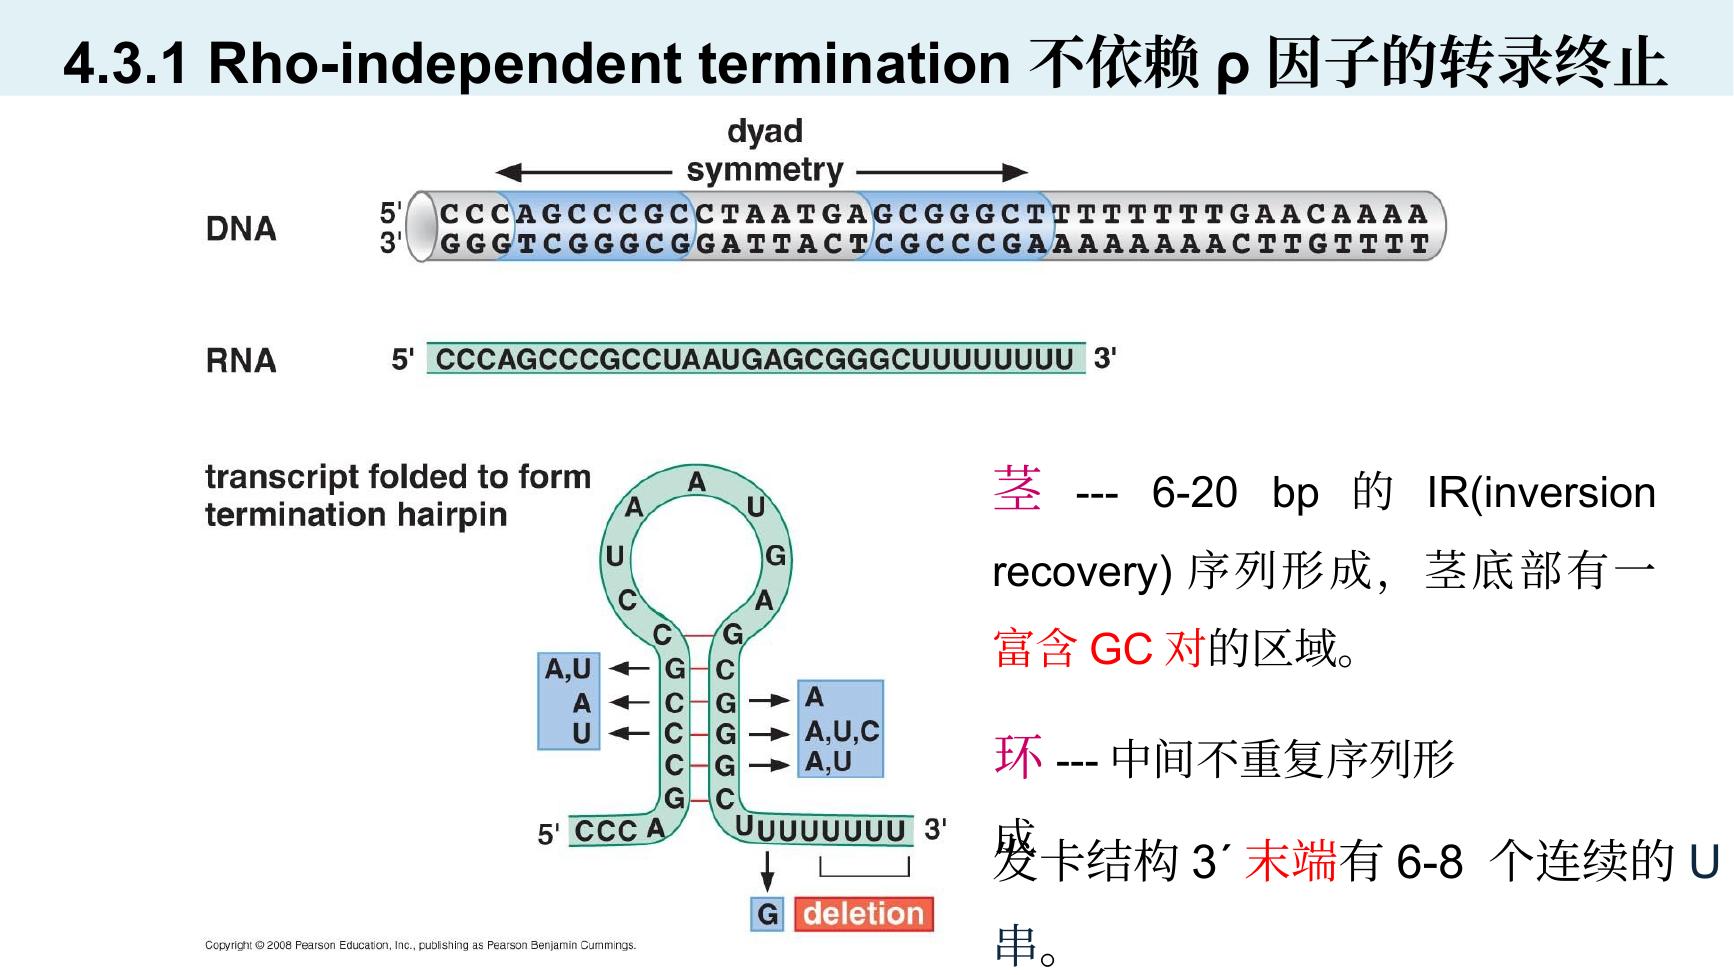 4.3.1 Rho-independent termination 不依赖 ρ 因子的转录终止
dyad
symmetry
DNA
5' CCCAGCCCGCCTAATGAGCGGGCTTTTTTTTGAACAAAA
3' GGGTCGGGCGGATTACTCGCCCGAAAAAAAACTTGTTTT
RNA 5' CCCAGCCCGCCUAAUGAGCGGGCUUUUUUUU 3'
transcript folded to form
termination hairpin
A
A U
U G
C A
C G
A,U G C
A C G A
U C G A,U,C
C G A,U
G C
5' CCCA UUUUUUUU 3'
G deletion
茎 --- 6-20 bp 的 IR(inversion
recovery) 序列形成，茎底部有一
富含 GC 对的区域。
环 --- 中间不重复序列形
成
发卡结构 3´ 末端有 6-8 个连续的 U
串。
Copyright © 2008 Pearson Education, Inc., publishing as Pearson Benjamin Cummings.